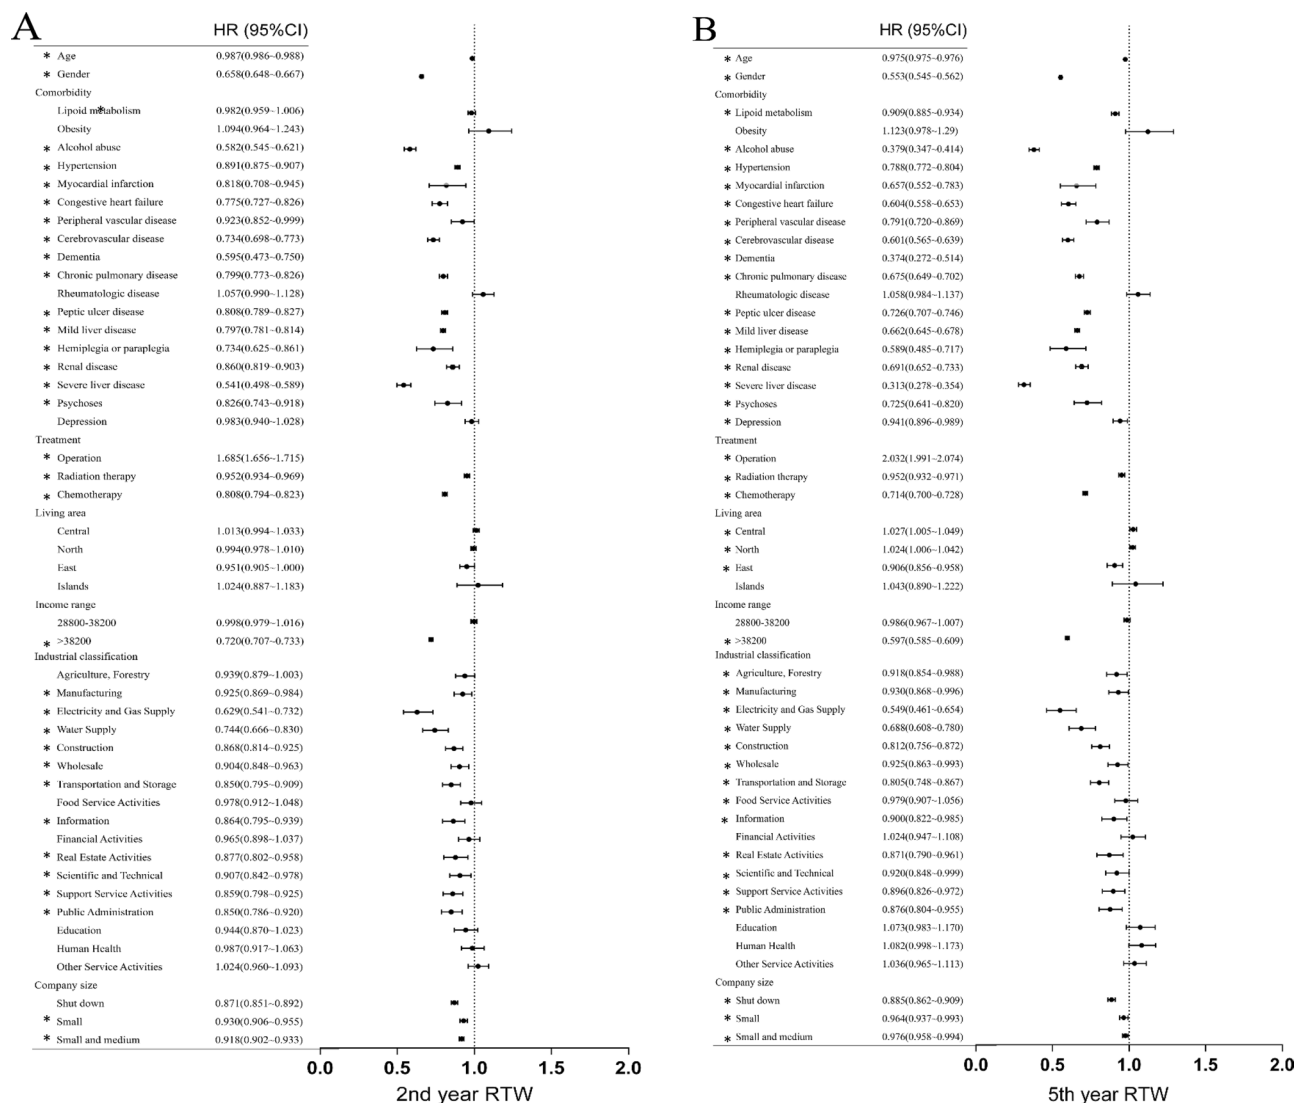 A
HR (95%CI)
* Age 0.987(0.986~0.988)
* Gender 0.658(0.648~0.667)
Comorbidity
Lipoid metabolism * 0.982(0.959~1.006)
Obesity 1.094(0.964~1.243)
* Alcohol abuse 0.582(0.545~0.621)
* Hypertension 0.891(0.875~0.907)
* Myocardial infarction 0.818(0.708~0.945)
* Congestive heart failure 0.775(0.727~0.826)
* Peripheral vascular disease 0.923(0.852~0.999)
* Cerebrovascular disease 0.734(0.698~0.773)
* Dementia 0.595(0.473~0.750)
* Chronic pulmonary disease 0.799(0.773~0.826)
Rheumatologic disease 1.057(0.990~1.128)
* Peptic ulcer disease 0.808(0.789~0.827)
* Mild liver disease 0.797(0.781~0.814)
* Hemiplegia or paraplegia 0.734(0.625~0.861)
* Renal disease 0.860(0.819~0.903)
* Severe liver disease 0.541(0.498~0.589)
* Psychoses 0.826(0.743~0.918)
Depression 0.983(0.940~1.028)
Treatment
* Operation 1.685(1.656~1.715)
* Radiation therapy 0.952(0.934~0.969)
* Chemotherapy 0.808(0.794~0.823)
Living area
Central 1.013(0.994~1.033)
North 0.994(0.978~1.010)
East 0.951(0.905~1.000)
Islands 1.024(0.887~1.183)
Income range
28800-38200 0.998(0.979~1.016)
* >38200 0.720(0.707~0.733)
Industrial classification
Agriculture, Forestry 0.939(0.879~1.003)
* Manufacturing 0.925(0.869~0.984)
* Electricity and Gas Supply 0.629(0.541~0.732)
* Water Supply 0.744(0.666~0.830)
* Construction 0.868(0.814~0.925)
* Wholesale 0.904(0.848~0.963)
* Transportation and Storage 0.850(0.795~0.909)
Food Service Activities 0.978(0.912~1.048)
* Information 0.864(0.795~0.939)
Financial Activities 0.965(0.898~1.037)
* Real Estate Activities 0.877(0.802~0.958)
* Scientific and Technical 0.907(0.842~0.978)
* Support Service Activities 0.859(0.798~0.925)
* Public Administration 0.850(0.786~0.920)
Education 0.944(0.870~1.023)
Human Health 0.987(0.917~1.063)
Other Service Activities 1.024(0.960~1.093)
Company size
Shut down 0.871(0.851~0.892)
* Small 0.930(0.906~0.955)
* Small and medium 0.918(0.902~0.933)
0.0 0.5 1.0 1.5 2.0
2nd year RTW
B
HR (95%CI)
* Age 0.975(0.975~0.976)
* Gender 0.553(0.545~0.562)
Comorbidity
* Lipoid metabolism 0.909(0.885~0.934)
Obesity 1.123(0.978~1.29)
* Alcohol abuse 0.379(0.347~0.414)
* Hypertension 0.788(0.772~0.804)
* Myocardial infarction 0.657(0.552~0.783)
* Congestive heart failure 0.604(0.558~0.653)
* Peripheral vascular disease 0.791(0.720~0.869)
* Cerebrovascular disease 0.601(0.565~0.639)
* Dementia 0.374(0.272~0.514)
* Chronic pulmonary disease 0.675(0.649~0.702)
Rheumatologic disease 1.058(0.984~1.137)
* Peptic ulcer disease 0.726(0.707~0.746)
* Mild liver disease 0.662(0.645~0.678)
* Hemiplegia or paraplegia 0.589(0.485~0.717)
* Renal disease 0.691(0.652~0.733)
* Severe liver disease 0.313(0.278~0.354)
* Psychoses 0.725(0.641~0.820)
* Depression 0.941(0.896~0.989)
Treatment
* Operation 2.032(1.991~2.074)
* Radiation therapy 0.952(0.932~0.971)
* Chemotherapy 0.714(0.700~0.728)
Living area
* Central 1.027(1.005~1.049)
* North 1.024(1.006~1.042)
* East 0.906(0.856~0.958)
Islands 1.043(0.890~1.222)
Income range
28800-38200 0.986(0.967~1.007)
* >38200 0.597(0.585~0.609)
Industrial classification
* Agriculture, Forestry 0.918(0.854~0.988)
* Manufacturing 0.930(0.868~0.996)
* Electricity and Gas Supply 0.549(0.461~0.654)
* Water Supply 0.688(0.608~0.780)
* Construction 0.812(0.756~0.872)
* Wholesale 0.925(0.863~0.993)
* Transportation and Storage 0.805(0.748~0.867)
* Food Service Activities 0.979(0.907~1.056)
* Information 0.900(0.822~0.985)
Financial Activities 1.024(0.947~1.108)
* Real Estate Activities 0.871(0.790~0.961)
* Scientific and Technical 0.920(0.848~0.999)
* Support Service Activities 0.896(0.826~0.972)
* Public Administration 0.876(0.804~0.955)
Education 1.073(0.983~1.170)
Human Health 1.082(0.998~1.173)
Other Service Activities 1.036(0.965~1.113)
Company size
* Shut down 0.885(0.862~0.909)
* Small 0.964(0.937~0.993)
* Small and medium 0.976(0.958~0.994)
0.0 0.5 1.0 1.5 2.0
5th year RTW